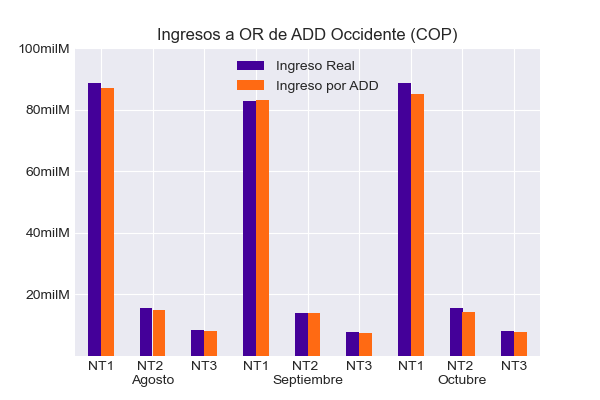 Ingresos a OR de ADD Occidente (COP)
100milM
80milM
60milM
40milM
20milM
Ingreso Real
Ingreso por ADD
NT1 NT2 NT3 NT1 NT2 NT3 NT1 NT2 NT3
Agosto Septiembre Octubre